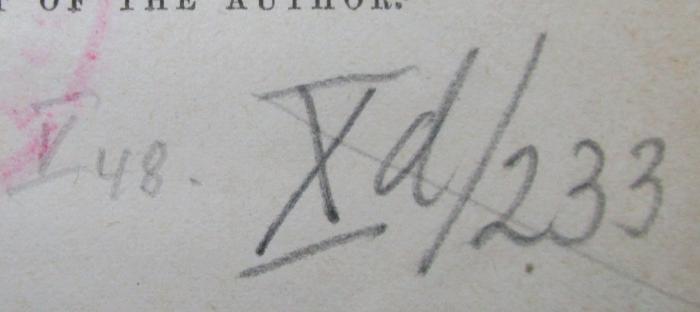 OF THE AUTHOR.
V 48.
Xd/233